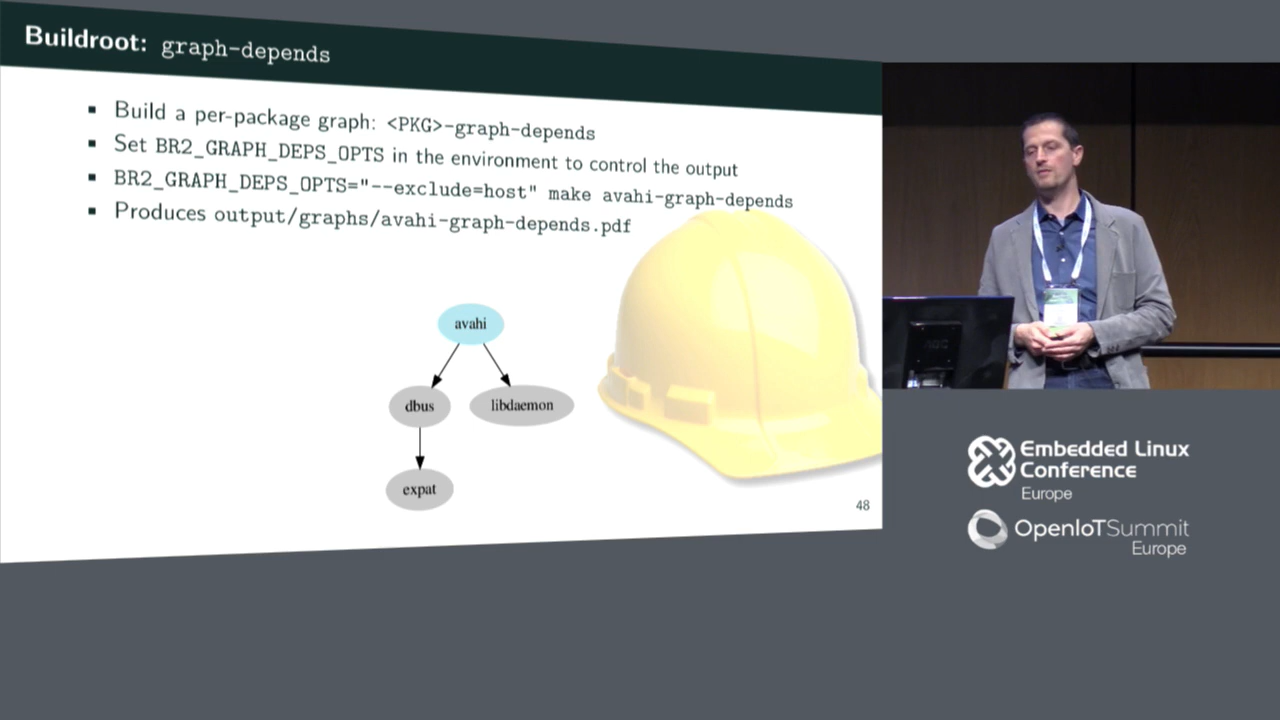 Buildroot: graph-depends
▪ Build a per-package graph: <PKG>-graph-depends
▪ Set BR2_GRAPH_DEPS_OPTS in the environment to control the output
▪ BR2_GRAPH_DEPS_OPTS="--exclude=host" make avahi-graph-depends
▪ Produces output/graphs/avahi-graph-depends.pdf
avahi
dbus
libdaemon
expat
48
AOC
Embedded Linux
Conference
Europe
OpenIoTSummit
Europe